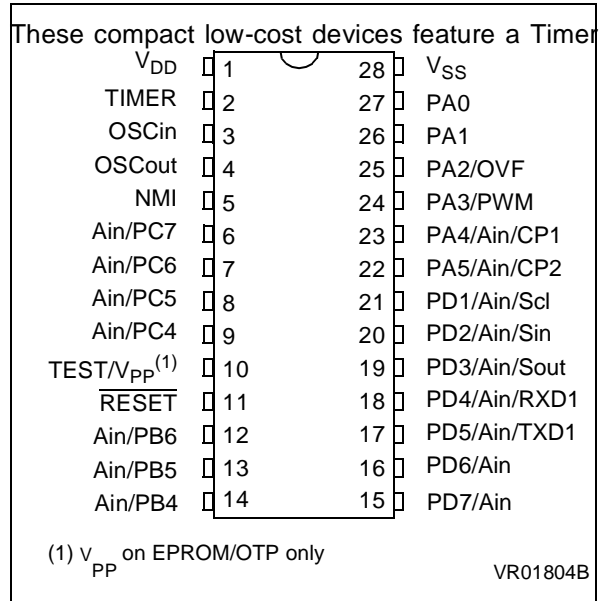 These compact low-cost devices feature a Timer
VDD 1 28 VSS
TIMER 2 27 PA0
OSCin 3 26 PA1
OSCout 4 25 PA2/OVF
NMI 5 24 PA3/PWM
Ain/PC7 6 23 PA4/Ain/CP1
Ain/PC6 7 22 PA5/Ain/CP2
Ain/PC5 8 21 PD1/Ain/Scl
Ain/PC4 9 20 PD2/Ain/Sin
TEST/VPP(1) 10 19 PD3/Ain/Sout
RESET 11 18 PD4/Ain/RXD1
Ain/PB6 12 17 PD5/Ain/TXD1
Ain/PB5 13 16 PD6/Ain
Ain/PB4 14 15 PD7/Ain
(1) VPP on EPROM/OTP only
VR01804B